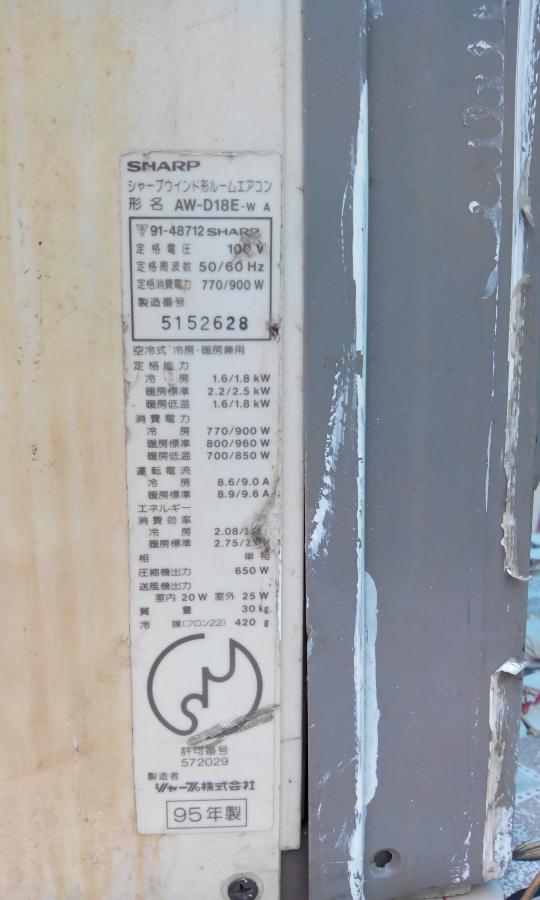 SHARP
シャープウインド形ルームエアコン
形名 AW-D18E-W A
91-48712 SHARP
定格電圧 100 V
定格周波数 50/60 Hz
定格消費電力 770/900 W
製造番号
5152628
空冷式 冷房・暖房兼用
定格能力
冷房 1.6/1.8 kW
暖房標準 2.2/2.5 kW
暖房低温 1.6/1.8 kW
消費電力
冷房 770/900 W
暖房標準 800/960 W
暖房低温 700/850 W
運転電流
冷房 8.6/9.0 A
暖房標準 8.9/9.6 A
エネルギー
消費効率
冷房 2.08/
暖房標準 2.75/
相 単相
圧縮機出力 650 W
送風機出力
室内 20 W 室外 25 W
質量 30 kg
冷媒(フロン22) 420 g
許可番号
572029
製造者
シャープ株式会社
95年製